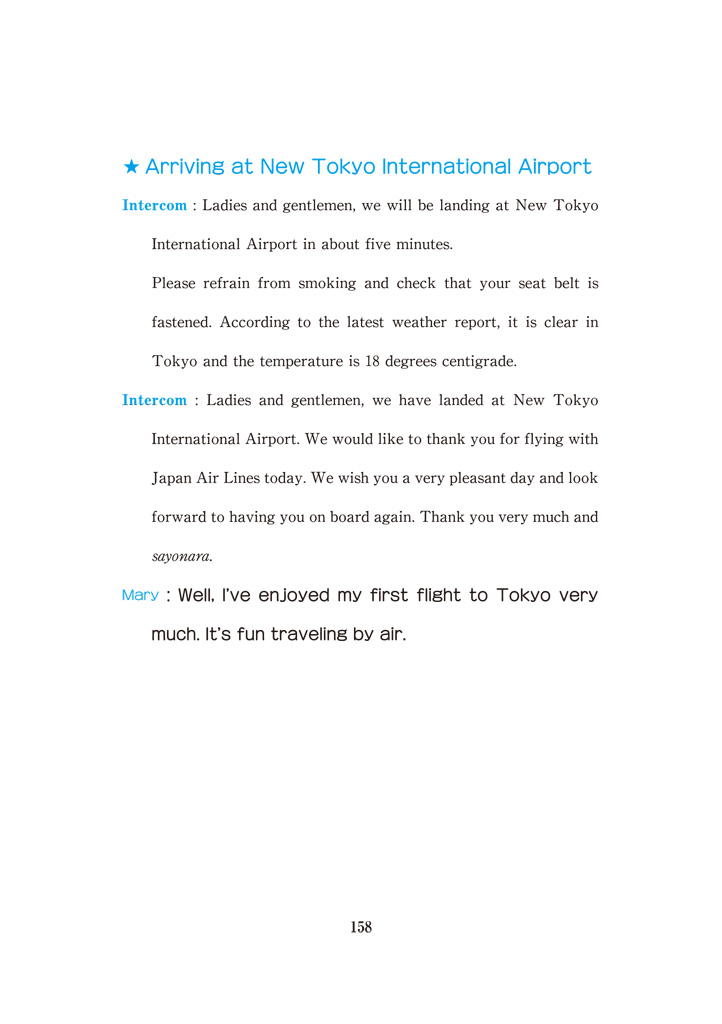 ★ Arriving at New Tokyo International Airport
Intercom : Ladies and gentlemen, we will be landing at New Tokyo
International Airport in about five minutes.
Please refrain from smoking and check that your seat belt is
fastened. According to the latest weather report, it is clear in
Tokyo and the temperature is 18 degrees centigrade.
Intercom : Ladies and gentlemen, we have landed at New Tokyo
International Airport. We would like to thank you for flying with
Japan Air Lines today. We wish you a very pleasant day and look
forward to having you on board again. Thank you very much and
sayonara.
Mary : Well, I've enjoyed my first flight to Tokyo very
much. It's fun traveling by air.
158